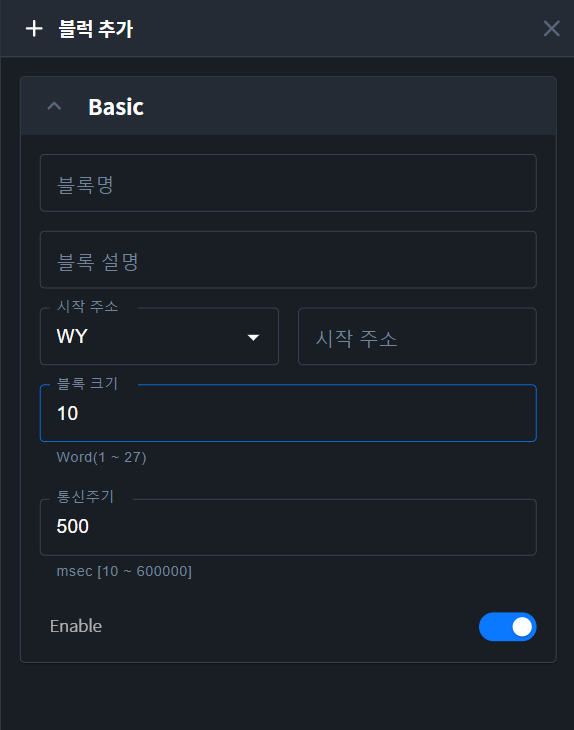 블럭 추가
Basic
블록명
블록 설명
시작 주소
WY
시작 주소
블록 크기
10
Word(1 ~ 27)
통신주기
500
msec [10 ~ 600000]
Enable